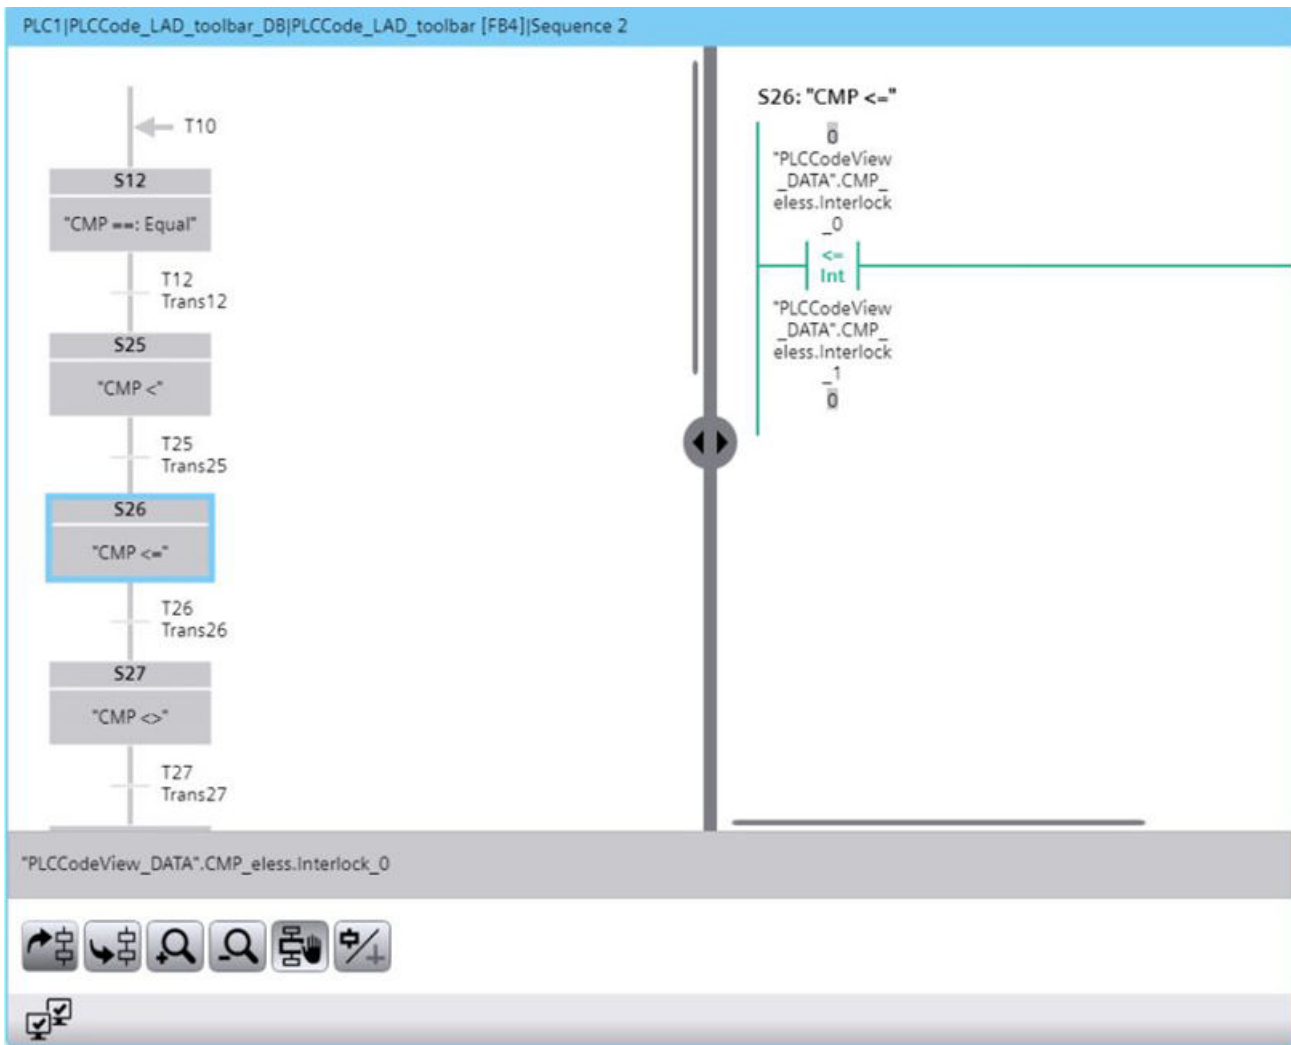 PLC1|PLCCode_LAD_toolbar_DB|PLCCode_LAD_toolbar [FB4]|Sequence 2
T10
S12
"CMP ==: Equal"
T12
Trans12
S25
"CMP <"
T25
Trans25
S26
"CMP <="
T26
Trans26
S27
"CMP <>"
T27
Trans27
S26: "CMP <="
0
"PLCCodeView
_DATA".CMP_
eless.Interlock
_0
<=
Int
"PLCCodeView
_DATA".CMP_
eless.Interlock
_1
0
"PLCCodeView_DATA".CMP_eless.Interlock_0